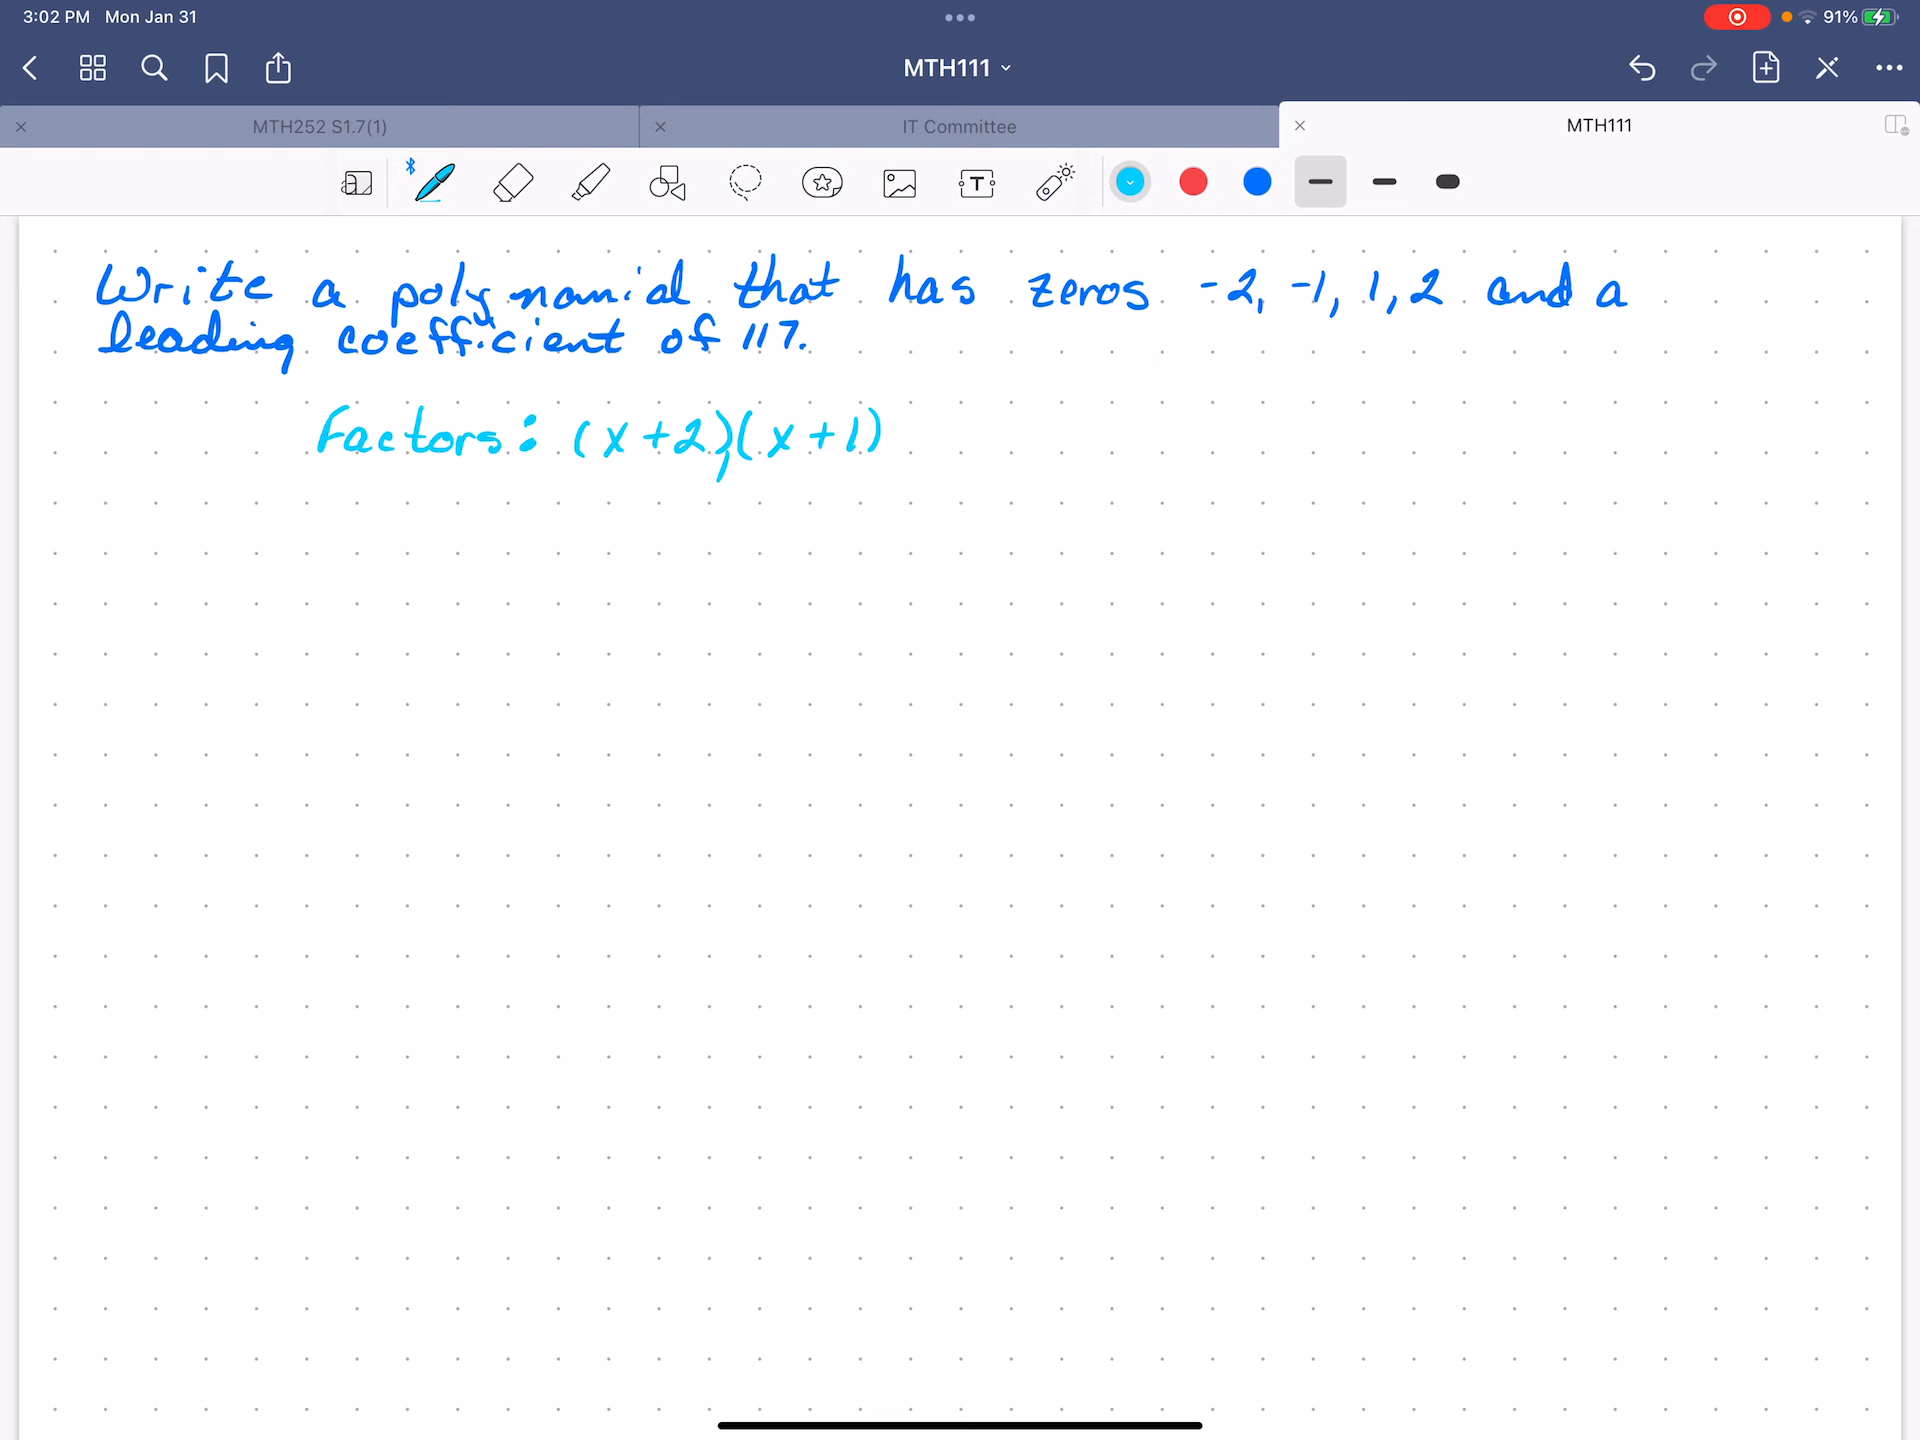 3:02 PM Mon Jan 31
91%
MTH111
MTH252 S1.7(1)
IT Committee
MTH111
Write a polynomial that has zeros -2, -1, 1, 2 and a
leading coefficient of 117.
Factors: (x+2),(x+1)